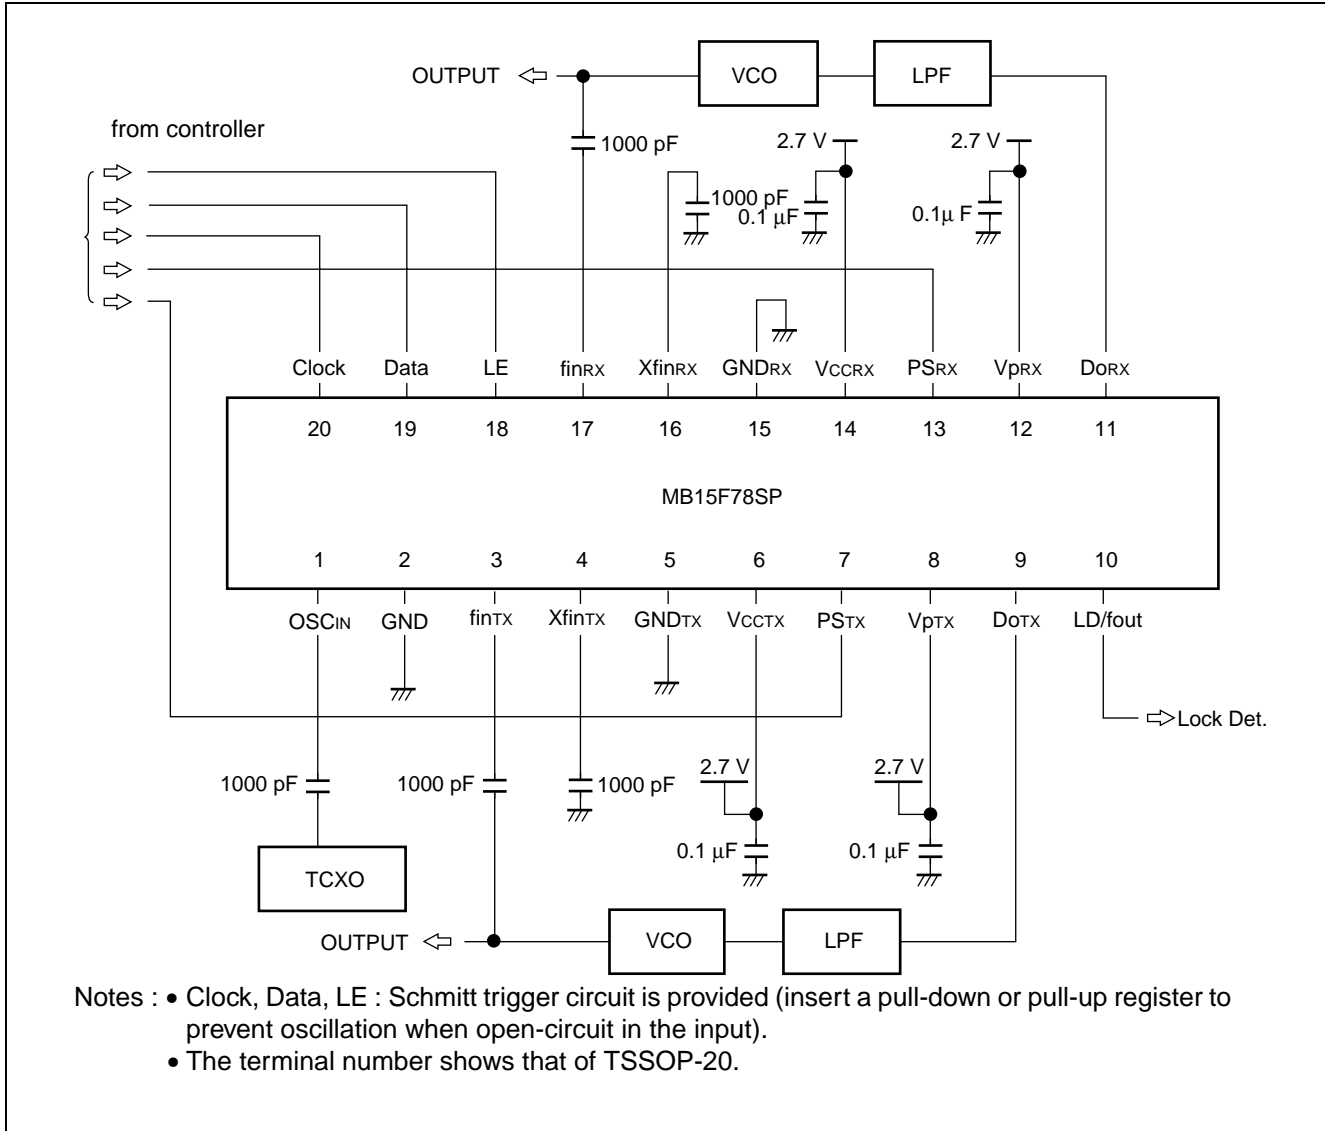 OUTPUT VCO LPF
from controller
1000 pF 2.7 V 2.7 V
1000 pF
0.1 μF 0.1μ F
Clock Data LE finRX XfinRX GNDRX VCCRX PSRX VpRX DoRX
20 19 18 17 16 15 14 13 12 11
MB15F78SP
1 2 3 4 5 6 7 8 9 10
OSCIN GND finTX XfinTX GNDTX VCCTX PSTX VpTX DoTX LD/fout
Lock Det.
1000 pF 1000 pF 1000 pF 2.7 V 2.7 V
0.1 μF 0.1 μF
TCXO
OUTPUT VCO LPF
Notes : • Clock, Data, LE : Schmitt trigger circuit is provided (insert a pull-down or pull-up register to
prevent oscillation when open-circuit in the input).
• The terminal number shows that of TSSOP-20.